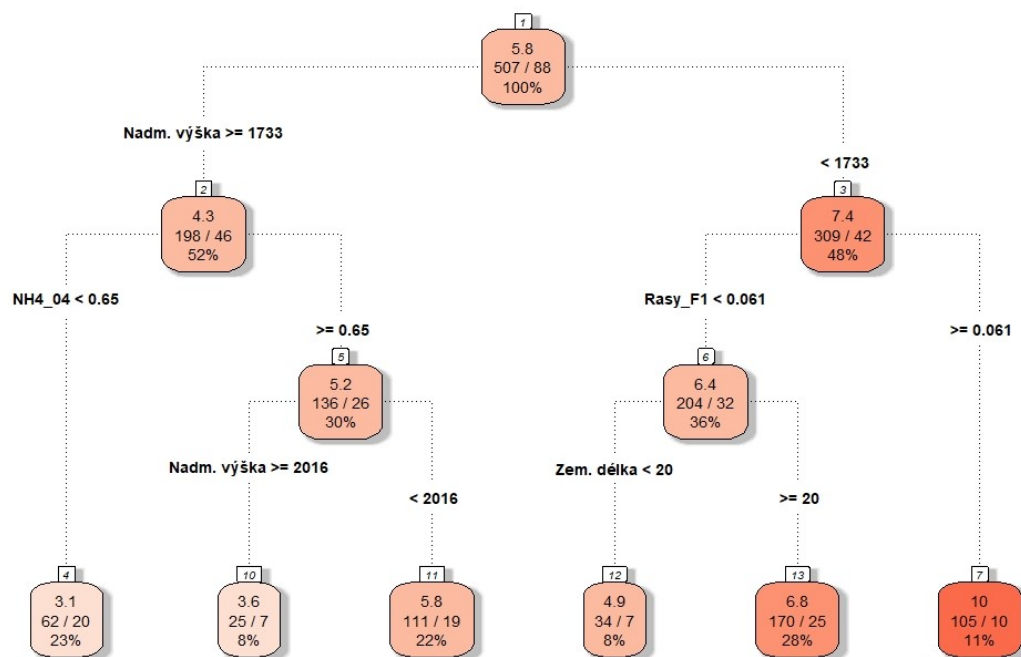 1
5.8
507 / 88
100%
Nadm. výška >= 1733
< 1733
2
4.3
198 / 46
52%
3
7.4
309 / 42
48%
NH4_04 < 0.65
>= 0.65
Rasy_F1 < 0.061
>= 0.061
5
5.2
136 / 26
30%
6
6.4
204 / 32
36%
Nadm. výška >= 2016
< 2016
Zem. délka < 20
>= 20
4
3.1
62 / 20
23%
10
3.6
25 / 7
8%
11
5.8
111 / 19
22%
12
4.9
34 / 7
8%
13
6.8
170 / 25
28%
7
10
105 / 10
11%